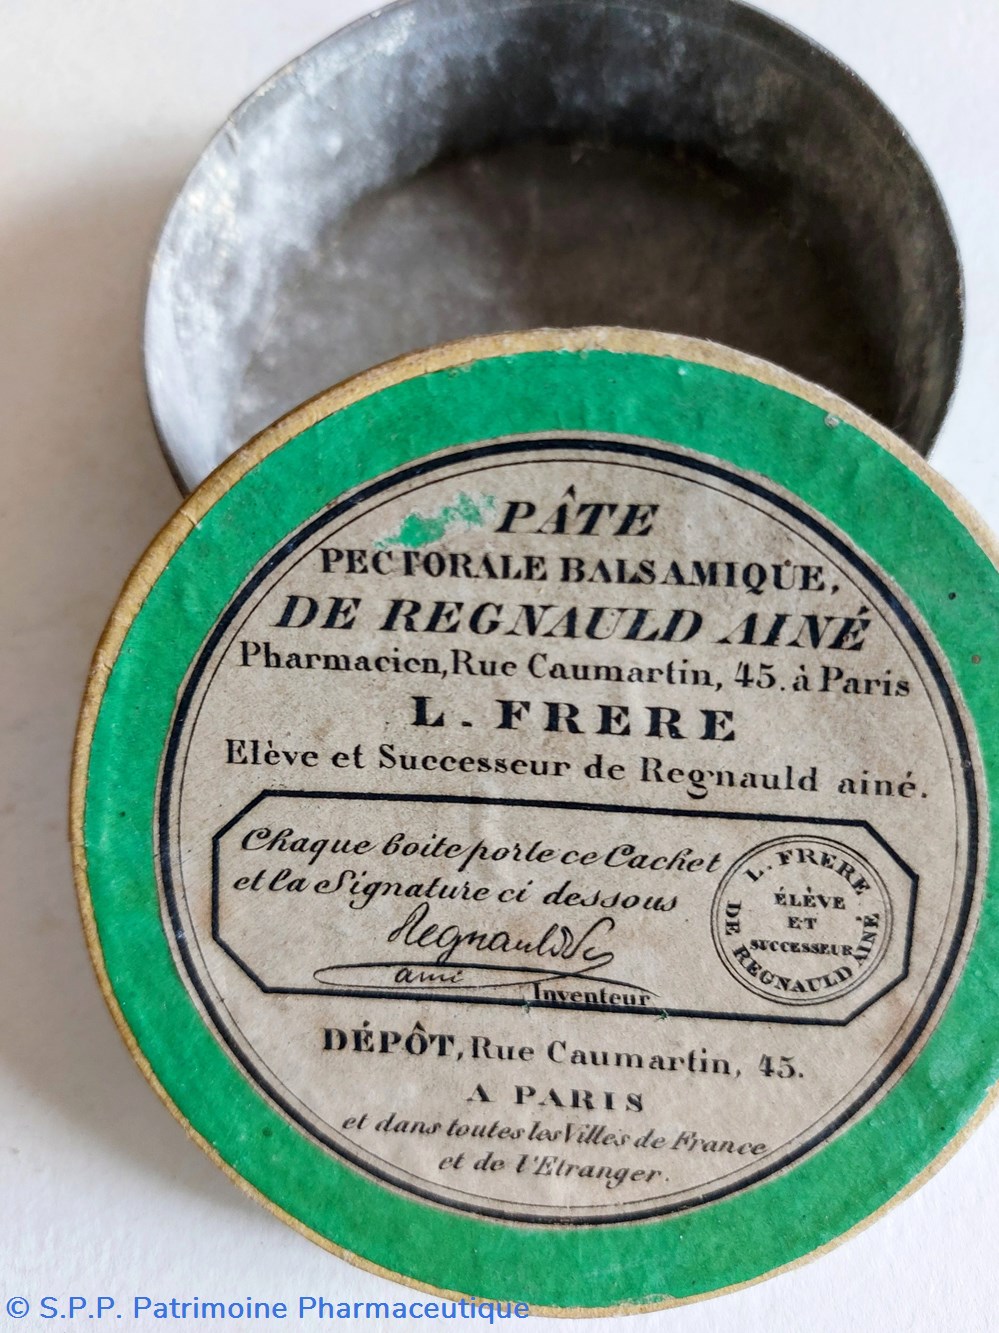 PÂTE
PECTORALE BALSAMIQUE,
DE REGNAULD AINÉ
Pharmacien, Rue Caumartin, 45. à Paris
L. FRERE
Elève et Successeur de Regnauld ainé.
Chaque boite porte ce Cachet
et la Signature ci dessous
Regnauld
ainé
Inventeur
L. FRERE
ÉLÈVE
ET
SUCCESSEUR
DE REGNAULD AINÉ
DÉPÔT, Rue Caumartin, 45.
A PARIS
et dans toutes les Villes de France
et de l'Etranger.
© S.P.P. Patrimoine Pharmaceutique